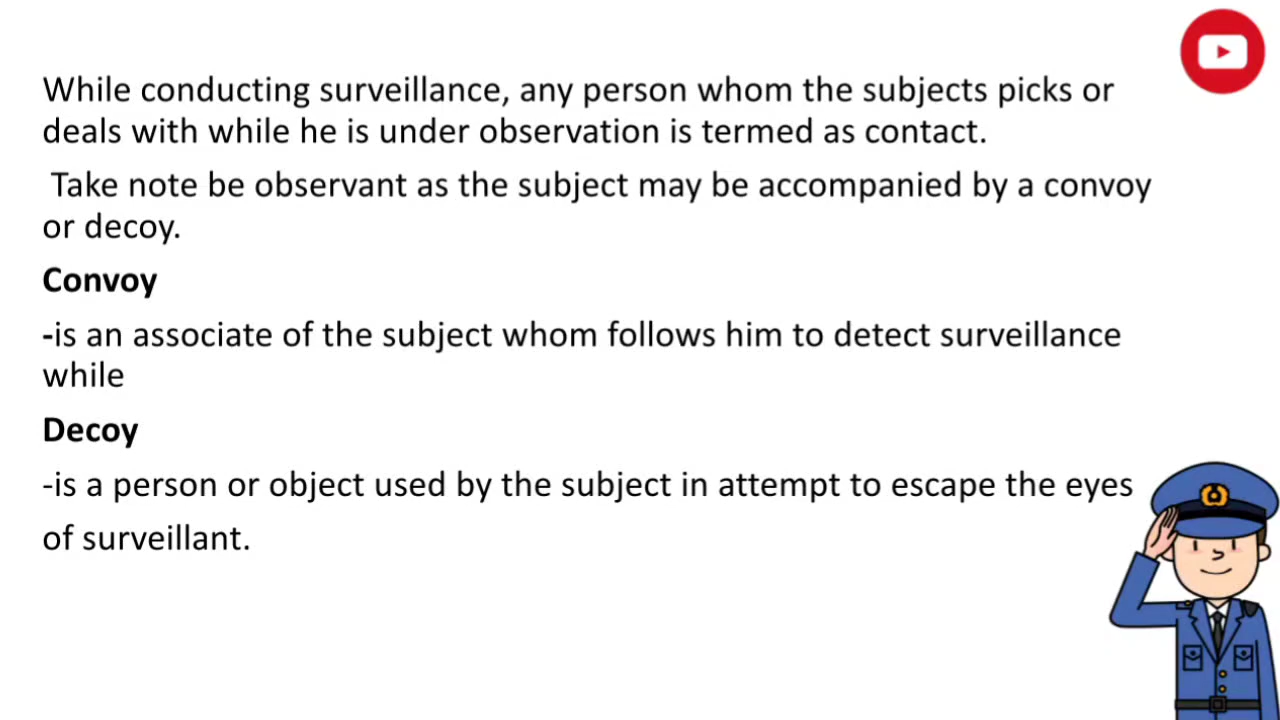 While conducting surveillance, any person whom the subjects picks or
deals with while he is under observation is termed as contact.
Take note be observant as the subject may be accompanied by a convoy
or decoy.
Convoy
-is an associate of the subject whom follows him to detect surveillance
while
Decoy
-is a person or object used by the subject in attempt to escape the eyes
of surveillant.